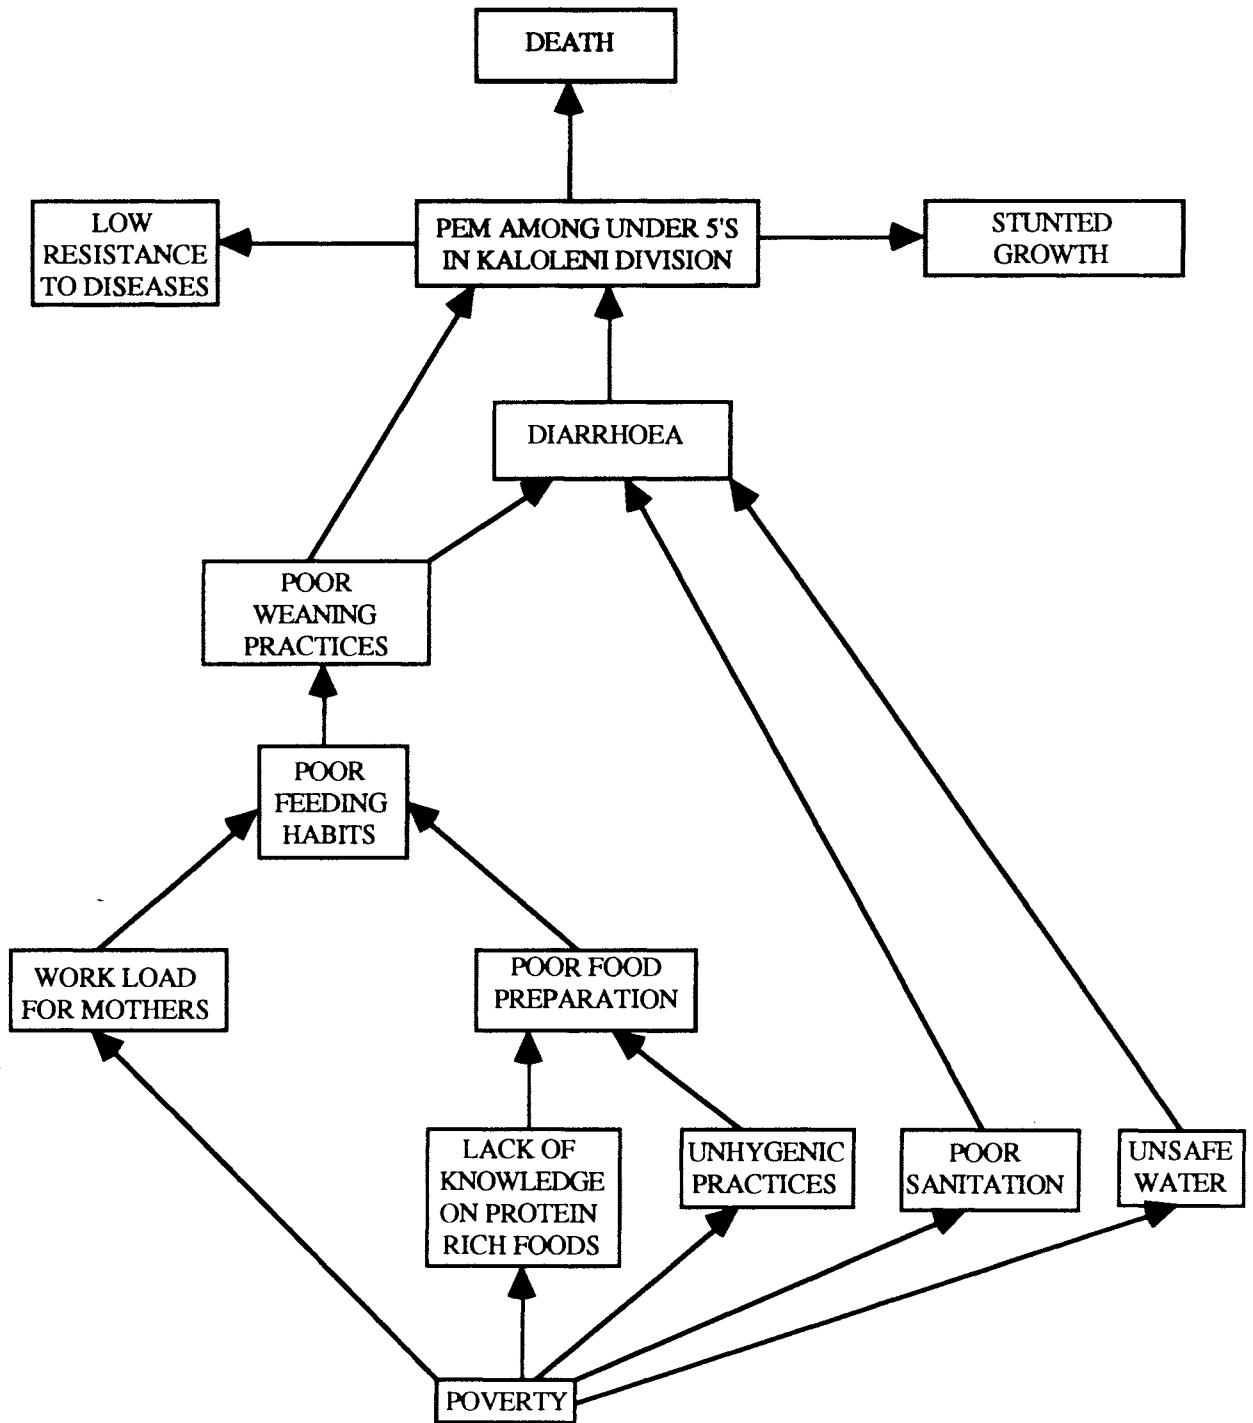 DEATH
LOW
RESISTANCE
TO DISEASES
PEM AMONG UNDER 5'S
IN KALOLENI DIVISION
STUNTED
GROWTH
DIARRHOEA
POOR
WEANING
PRACTICES
POOR
FEEDING
HABITS
WORK LOAD
FOR MOTHERS
POOR FOOD
PREPARATION
LACK OF
KNOWLEDGE
ON PROTEIN
RICH FOODS
UNHYGENIC
PRACTICES
POOR
SANITATION
UNSAFE
WATER
POVERTY